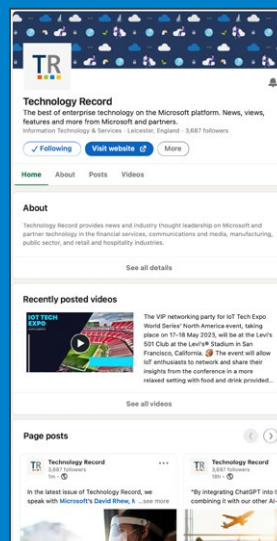 TR
Technology Record
The best of enterprise technology on the Microsoft platform. News, views,
features and more from Microsoft and partners.
Information Technology & Services · Leicester, England · 3,687 followers
✓ Following
Visit website
More
Home About Posts Videos
About
Technology Record provides news and industry thought leadership on Microsoft and
partner technology in the financial services, communications and media, manufacturing,
public sector, and retail and hospitality industries.
See all details
Recently posted videos
IOT TECH
EXPO
The VIP networking party for IoT Tech Expo
World Series' North America event, taking
place on 17-18 May 2023, will be at the Levi's
501 Club at the Levi's® Stadium in San
Francisco, California. 🏈 The event will allow
IoT enthusiasts to network and share their
insights from the conference in a more
relaxed setting with food and drink provided...
See all videos
Page posts
TR
Technology Record
3,687 followers
1m ·
In the latest issue of Technology Record, we
speak with Microsoft's David Rhew, M ...see more
TR
Technology Record
3,687 followers
18h ·
"By integrating ChatGPT into t
combining it with our other AI-